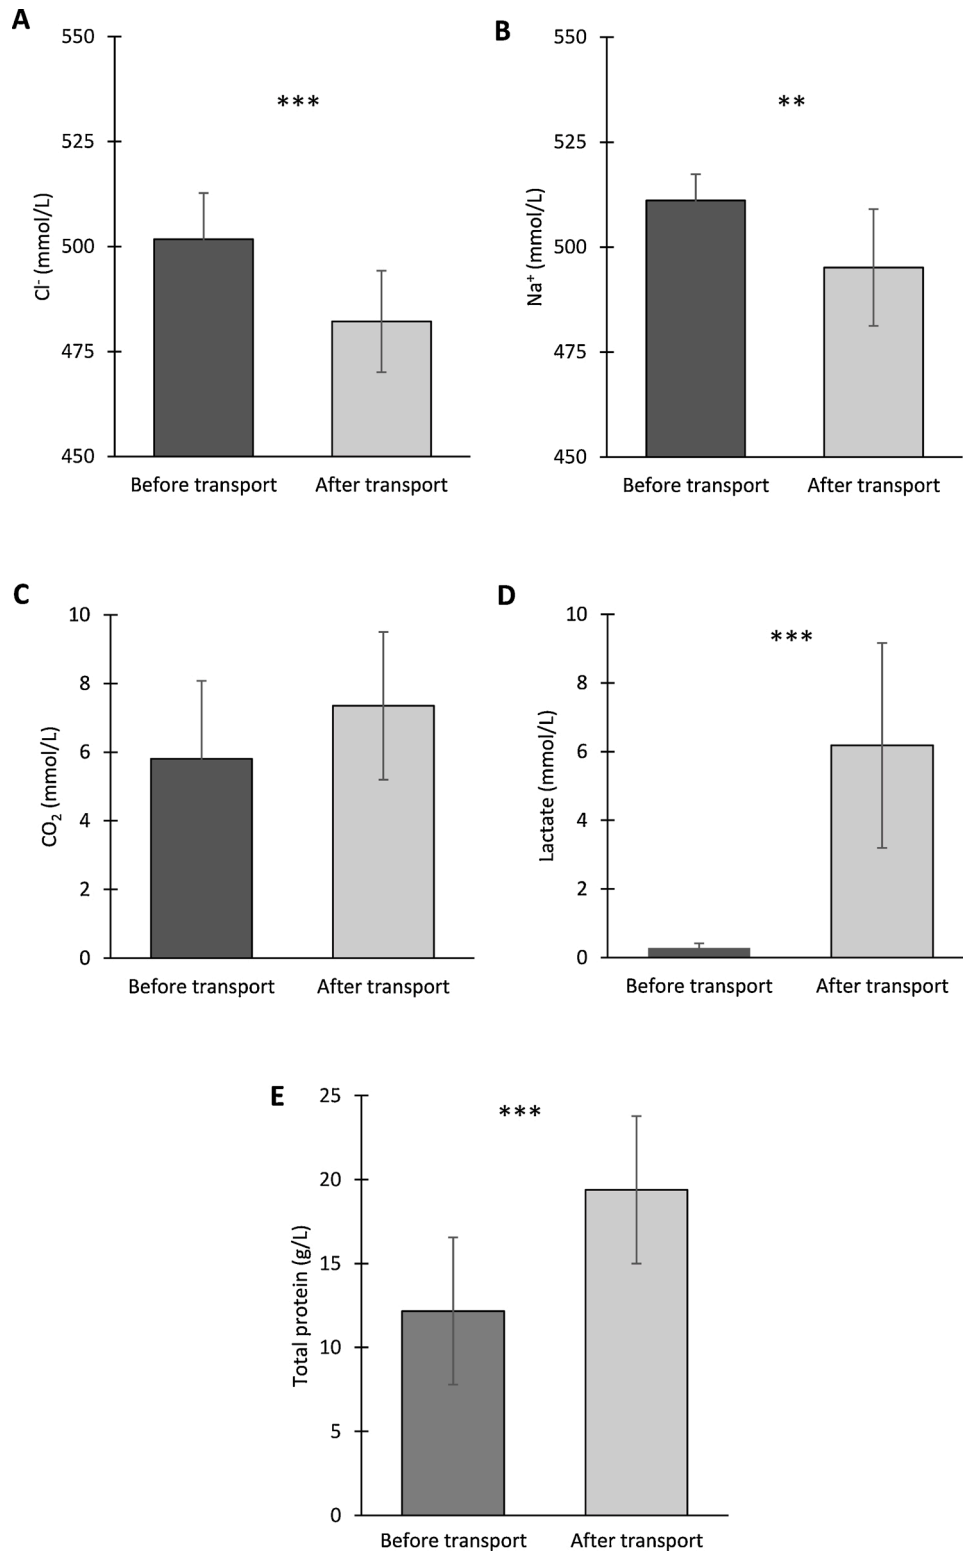 A
550
525
500
475
450
Cl⁻ (mmol/L)
***
Before transport
After transport
B
550
525
500
475
450
Na⁺ (mmol/L)
**
Before transport
After transport
C
10
8
6
4
2
0
CO₂ (mmol/L)
Before transport
After transport
D
10
8
6
4
2
0
Lactate (mmol/L)
***
Before transport
After transport
E
25
20
15
10
5
0
Total protein (g/L)
***
Before transport
After transport